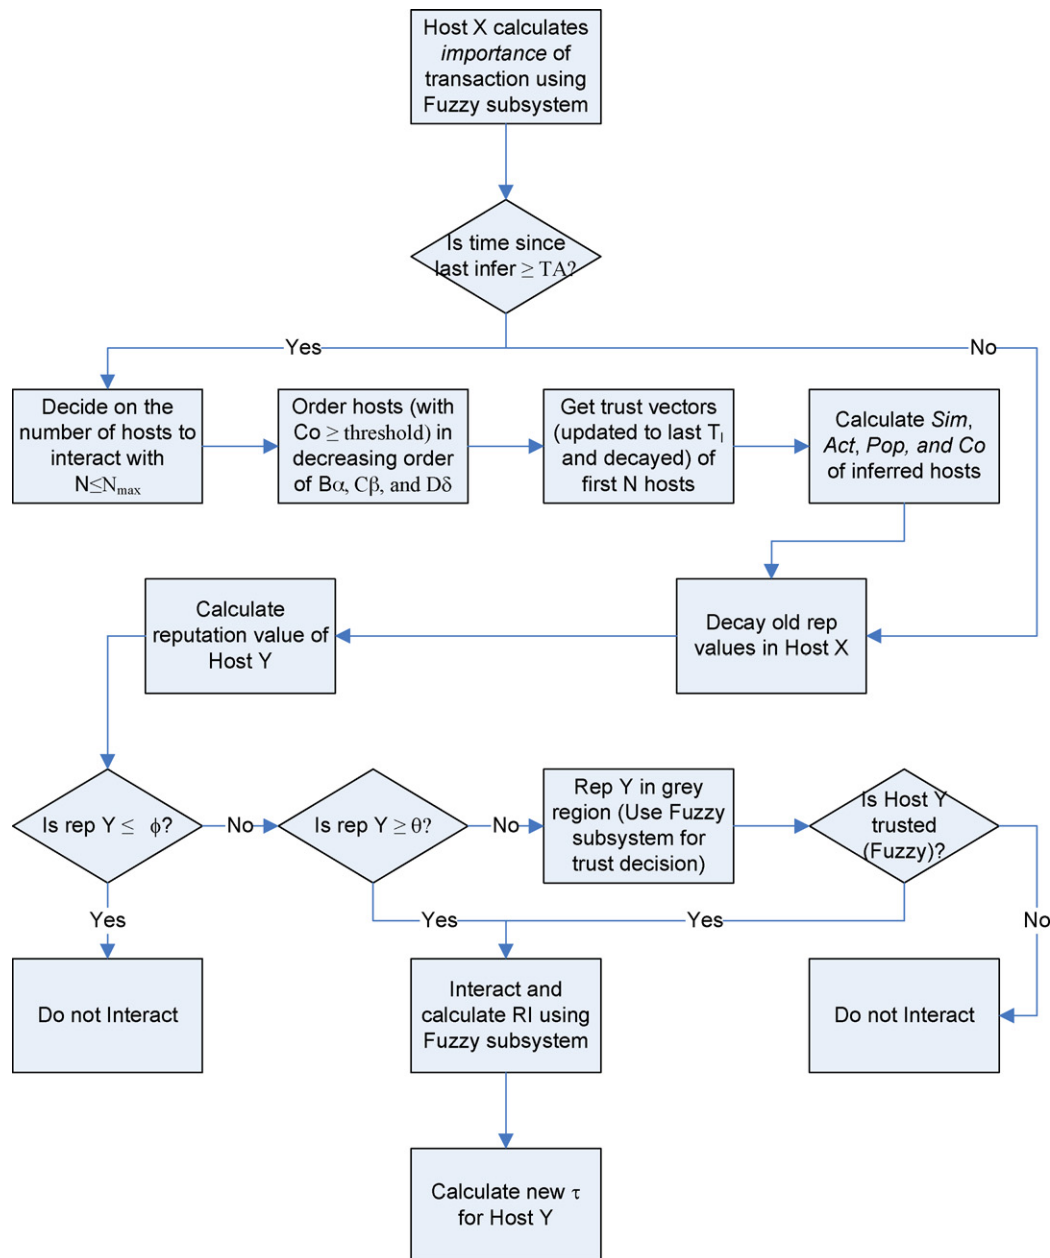 Host X calculates
importance of
transaction using
Fuzzy subsystem
Is time since
last infer ≥ TA?
Yes
No
Decide on the
number of hosts to
interact with
N≤Nmax
Order hosts (with
Co ≥ threshold) in
decreasing order
of Bα, Cβ, and Dδ
Get trust vectors
(updated to last Tl
and decayed) of
first N hosts
Calculate Sim,
Act, Pop, and Co
of inferred hosts
Calculate
reputation value of
Host Y
Decay old rep
values in Host X
Is rep Y ≤ ϕ?
No
Is rep Y ≥ θ?
No
Rep Y in grey
region (Use Fuzzy
subsystem for
trust decision)
Is Host Y
trusted
(Fuzzy)?
Yes
Yes
Yes
No
Do not Interact
Interact and
calculate RI using
Fuzzy subsystem
Do not Interact
Calculate new τ
for Host Y